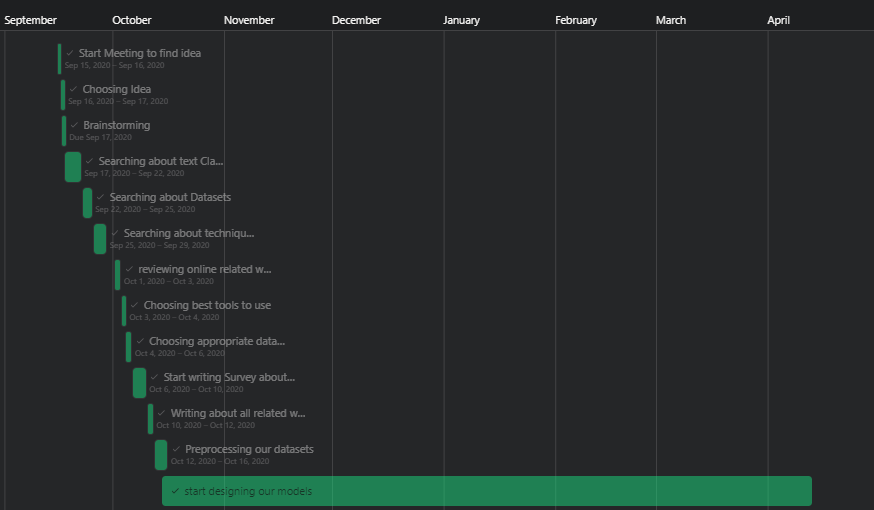 September October November December January February March April
✓ Start Meeting to find idea
Sep 15, 2020 – Sep 16, 2020
✓ Choosing Idea
Sep 16, 2020 – Sep 17, 2020
✓ Brainstorming
Due Sep 17, 2020
✓ Searching about text Cla...
Sep 17, 2020 – Sep 22, 2020
✓ Searching about Datasets
Sep 22, 2020 – Sep 25, 2020
✓ Searching about techniqu...
Sep 25, 2020 – Sep 29, 2020
✓ reviewing online related w...
Oct 1, 2020 – Oct 3, 2020
✓ Choosing best tools to use
Oct 3, 2020 – Oct 4, 2020
✓ Choosing appropriate data...
Oct 4, 2020 – Oct 6, 2020
✓ Start writing Survey about...
Oct 6, 2020 – Oct 10, 2020
✓ Writing about all related w...
Oct 10, 2020 – Oct 12, 2020
✓ Preprocessing our datasets
Oct 12, 2020 – Oct 16, 2020
✓ start designing our models